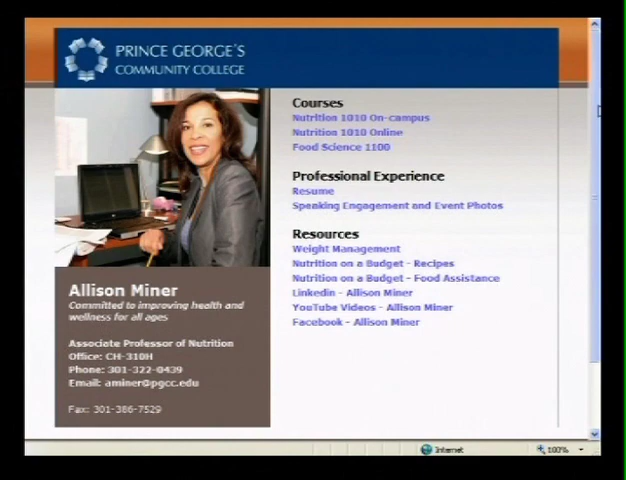 PRINCE GEORGE'S
COMMUNITY COLLEGE
Courses
Nutrition 1010 On-campus
Nutrition 1010 Online
Food Science 1100
Professional Experience
Resume
Speaking Engagement and Event Photos
Resources
Weight Management
Nutrition on a Budget - Recipes
Nutrition on a Budget - Food Assistance
Linkedin - Allison Miner
YouTube Videos - Allison Miner
Facebook - Allison Miner
Allison Miner
Committed to improving health and
wellness for all ages
Associate Professor of Nutrition
Office: CH-310H
Phone: 301-322-0439
Email: aminer@pgcc.edu
Fax: 301-386-7529
Internet
100%